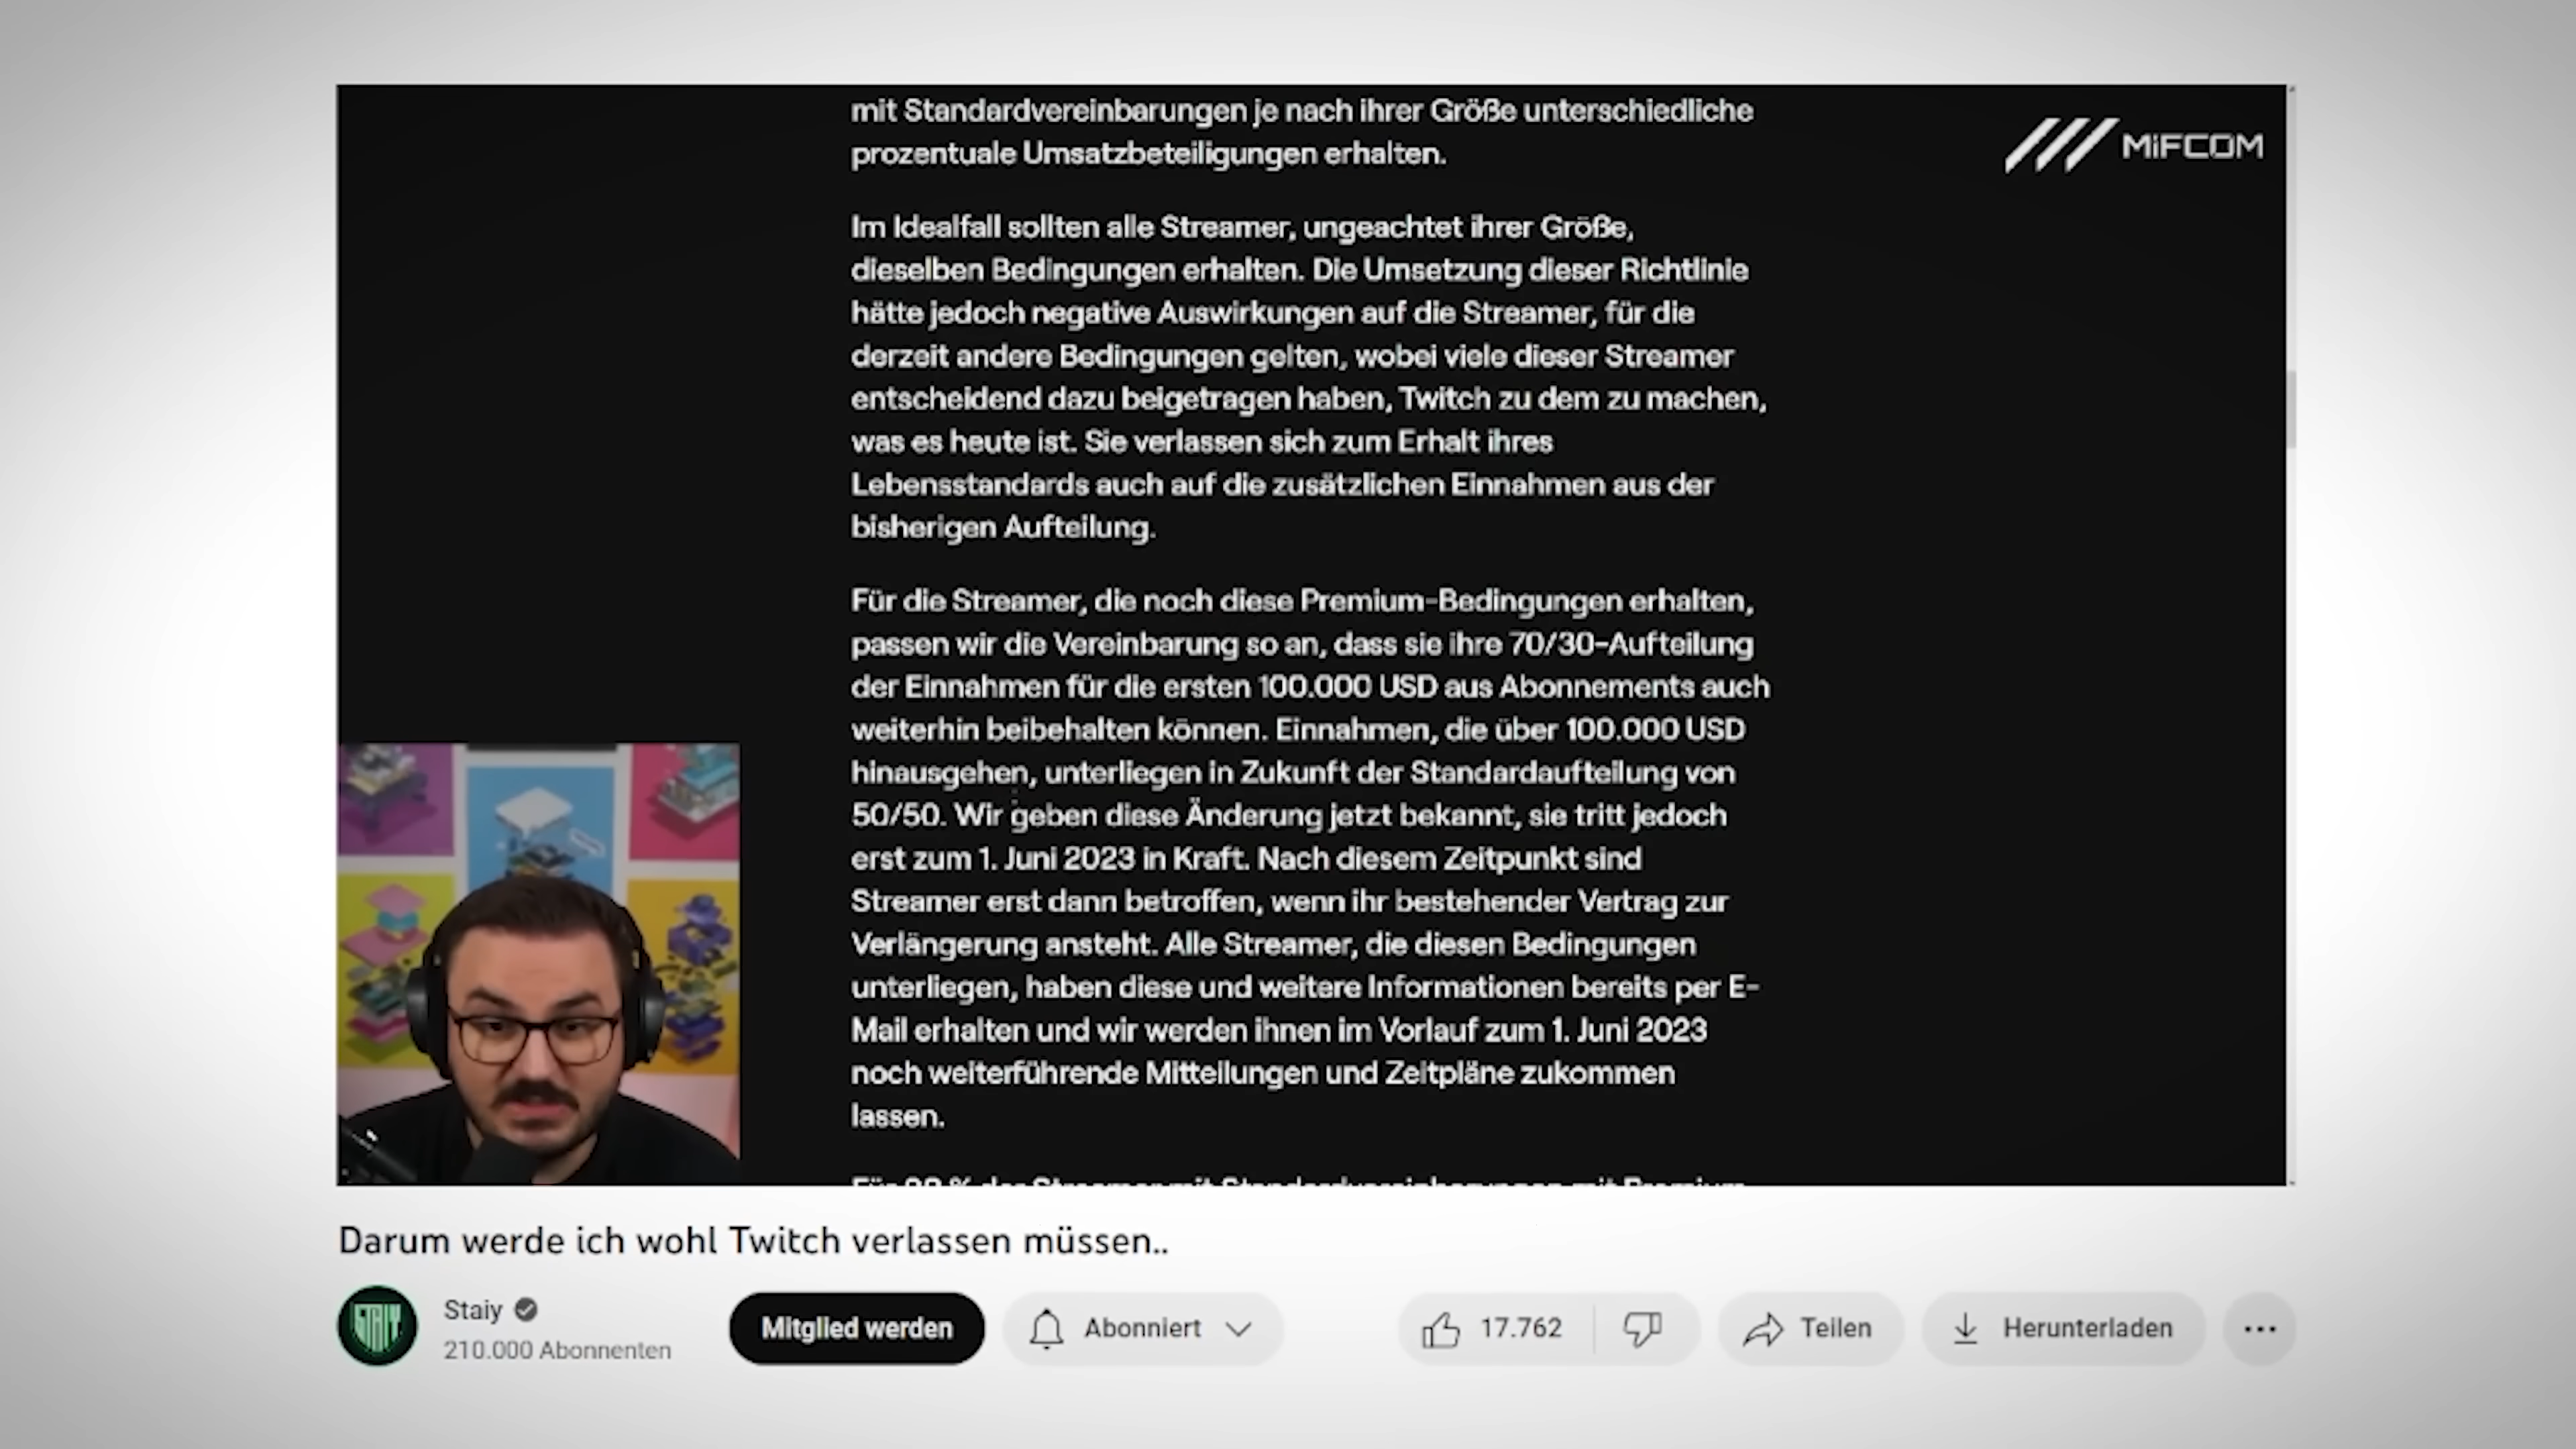 mit Standardvereinbarungen je nach ihrer Größe unterschiedliche
prozentuale Umsatzbeteiligungen erhalten.
MIFCOM
Im Idealfall sollten alle Streamer, ungeachtet ihrer Größe,
dieselben Bedingungen erhalten. Die Umsetzung dieser Richtlinie
hätte jedoch negative Auswirkungen auf die Streamer, für die
derzeit andere Bedingungen gelten, wobei viele dieser Streamer
entscheidend dazu beigetragen haben, Twitch zu dem zu machen,
was es heute ist. Sie verlassen sich zum Erhalt ihres
Lebensstandards auch auf die zusätzlichen Einnahmen aus der
bisherigen Aufteilung.
Für die Streamer, die noch diese Premium-Bedingungen erhalten,
passen wir die Vereinbarung so an, dass sie ihre 70/30-Aufteilung
der Einnahmen für die ersten 100.000 USD aus Abonnements auch
weiterhin beibehalten können. Einnahmen, die über 100.000 USD
hinausgehen, unterliegen in Zukunft der Standardaufteilung von
50/50. Wir geben diese Änderung jetzt bekannt, sie tritt jedoch
erst zum 1. Juni 2023 in Kraft. Nach diesem Zeitpunkt sind
Streamer erst dann betroffen, wenn ihr bestehender Vertrag zur
Verlängerung ansteht. Alle Streamer, die diesen Bedingungen
unterliegen, haben diese und weitere Informationen bereits per E-
Mail erhalten und wir werden ihnen im Vorlauf zum 1. Juni 2023
noch weiterführende Mitteilungen und Zeitpläne zukommen
lassen.
Darum werde ich wohl Twitch verlassen müssen..
STAIY
Staiy
210.000 Abonnenten
Mitglied werden
Abonniert
17.762
Teilen
Herunterladen